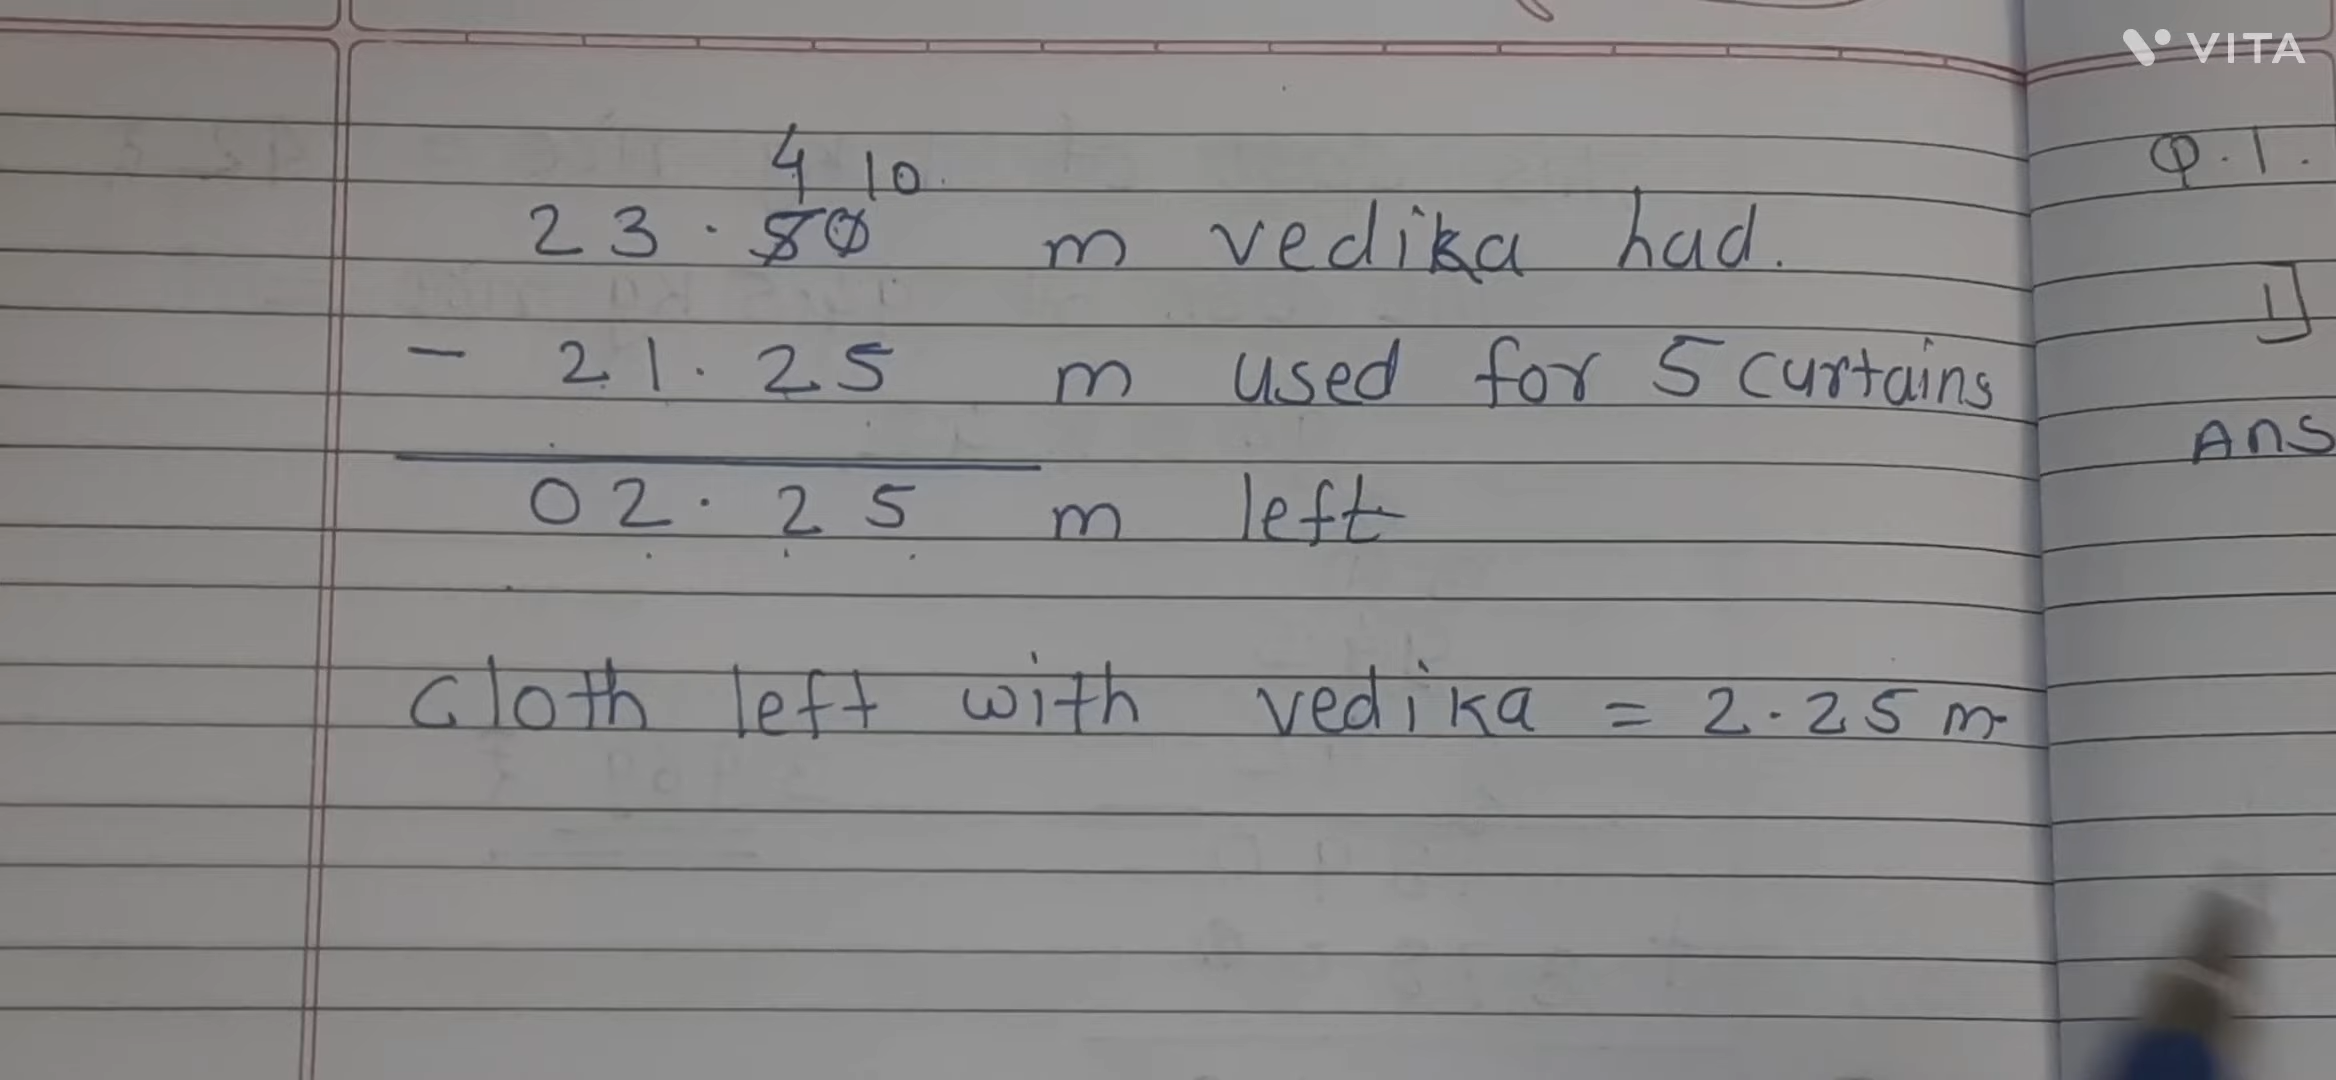 VITA
4 10
23.50 m vedika had.
- 21.25 m used for 5 curtains
02.25 m left
Cloth left with vedika = 2.25 m
Q.1.
1]
Ans